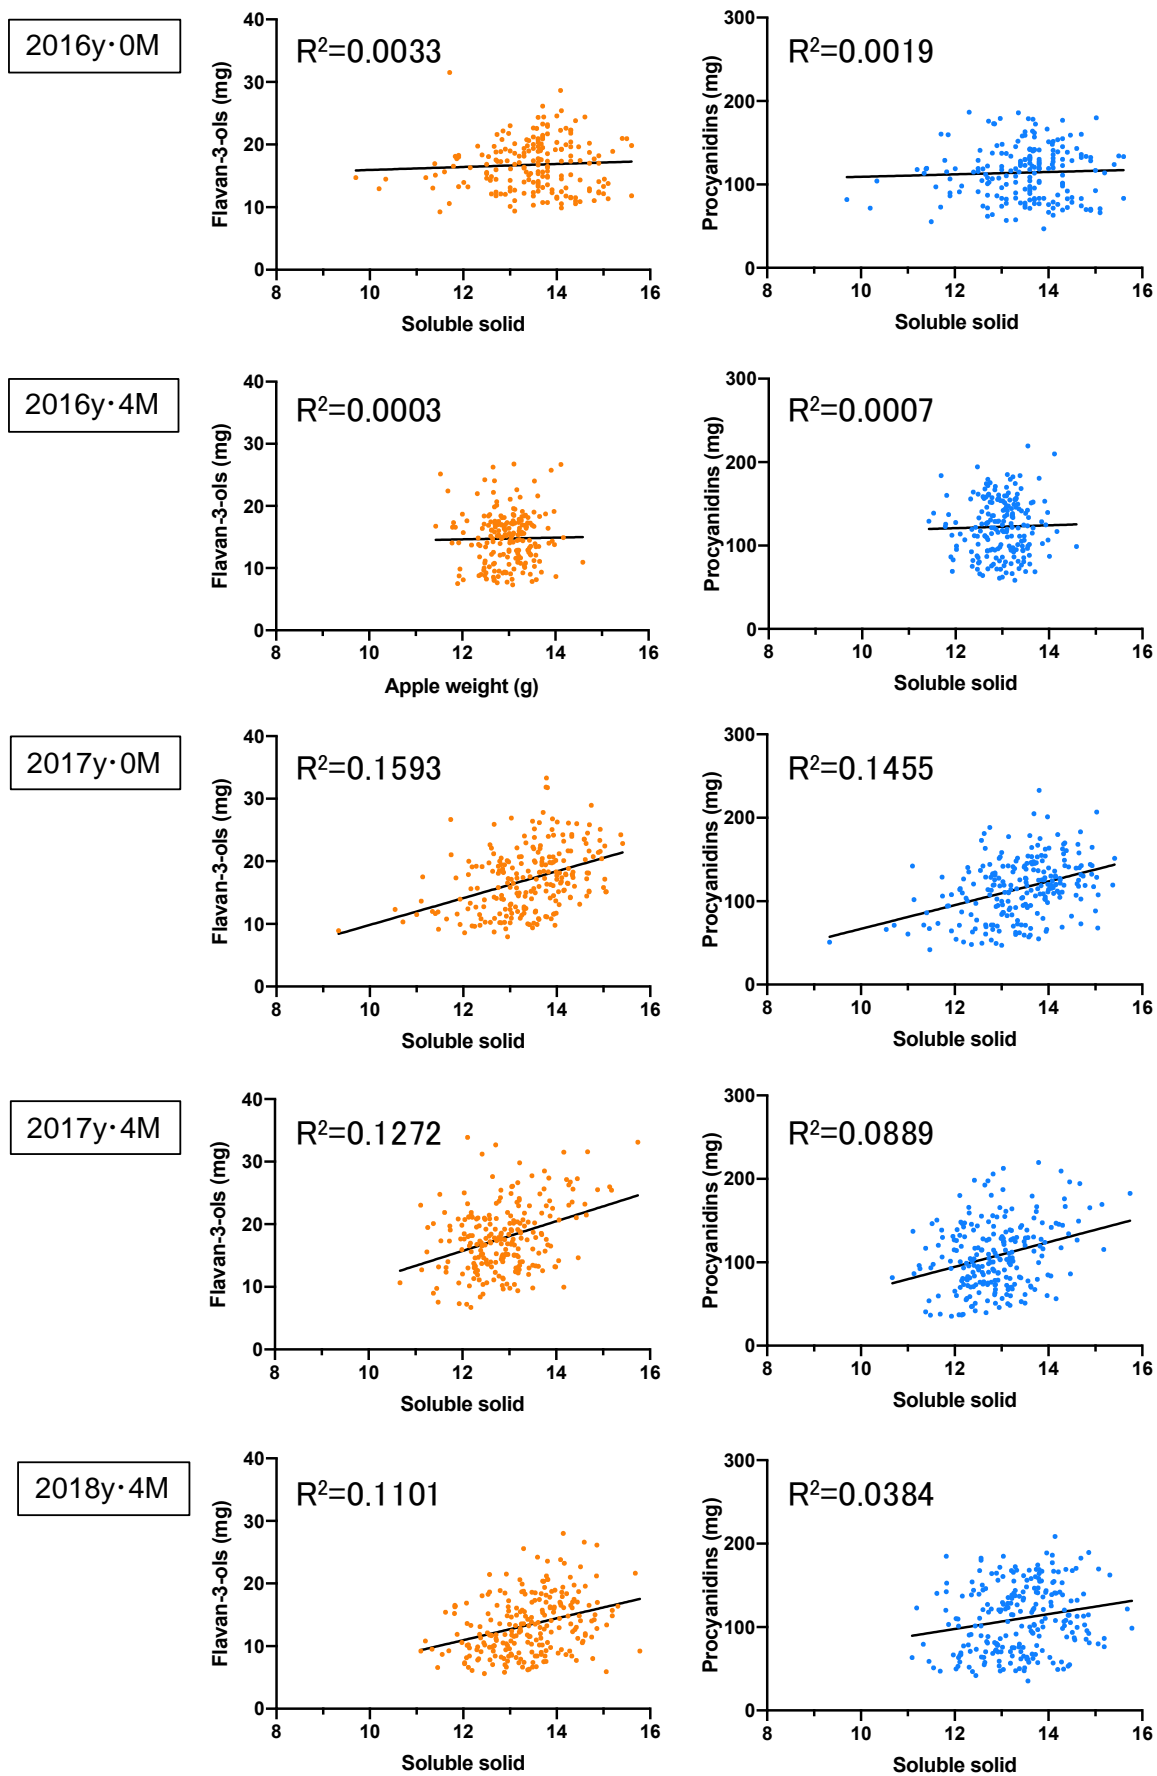 2016y·0M
R²=0.0033
Flavan-3-ols (mg)
40
30
20
10
0
8 10 12 14 16
Soluble solid
R²=0.0019
Procyanidins (mg)
300
200
100
0
8 10 12 14 16
Soluble solid
2016y·4M
R²=0.0003
Flavan-3-ols (mg)
40
30
20
10
0
8 10 12 14 16
Apple weight (g)
R²=0.0007
Procyanidins (mg)
300
200
100
0
8 10 12 14 16
Soluble solid
2017y·0M
R²=0.1593
Flavan-3-ols (mg)
40
30
20
10
0
8 10 12 14 16
Soluble solid
R²=0.1455
Procyanidins (mg)
300
200
100
0
8 10 12 14 16
Soluble solid
2017y·4M
R²=0.1272
Flavan-3-ols (mg)
40
30
20
10
0
8 10 12 14 16
Soluble solid
R²=0.0889
Procyanidins (mg)
300
200
100
0
8 10 12 14 16
Soluble solid
2018y·4M
R²=0.1101
Flavan-3-ols (mg)
40
30
20
10
0
8 10 12 14 16
Soluble solid
R²=0.0384
Procyanidins (mg)
300
200
100
0
8 10 12 14 16
Soluble solid